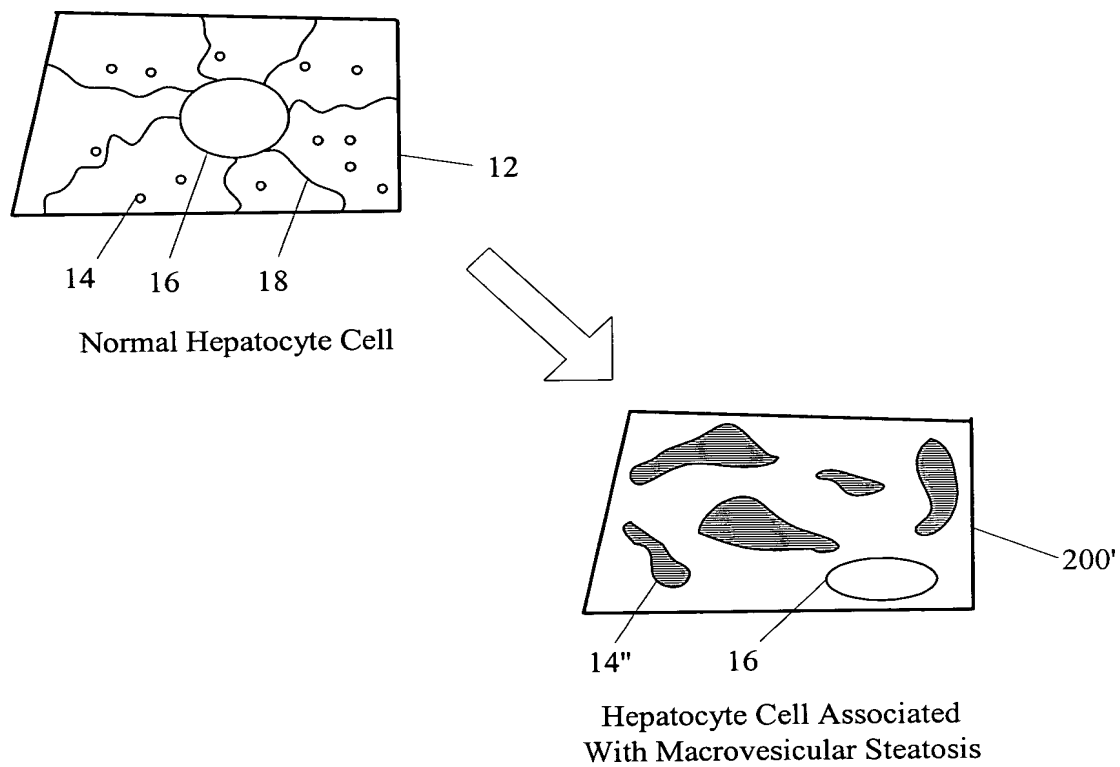 12
14
16
18
Normal Hepatocyte Cell
200'
14"
16
Hepatocyte Cell Associated
With Macrovesicular Steatosis